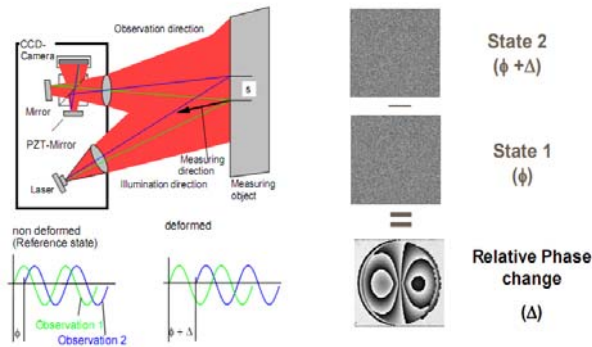 Observation direction
CCD-
Camera
Mirror
PZT-Mirror
Laser
s
Measuring
direction
Illumination direction
Measuring
object
non deformed
(Reference state)
deformed
Observation 1
Observation 2
ϕ
ϕ + Δ
State 2
(ϕ +Δ)
State 1
(ϕ)
Relative Phase
change
(Δ)